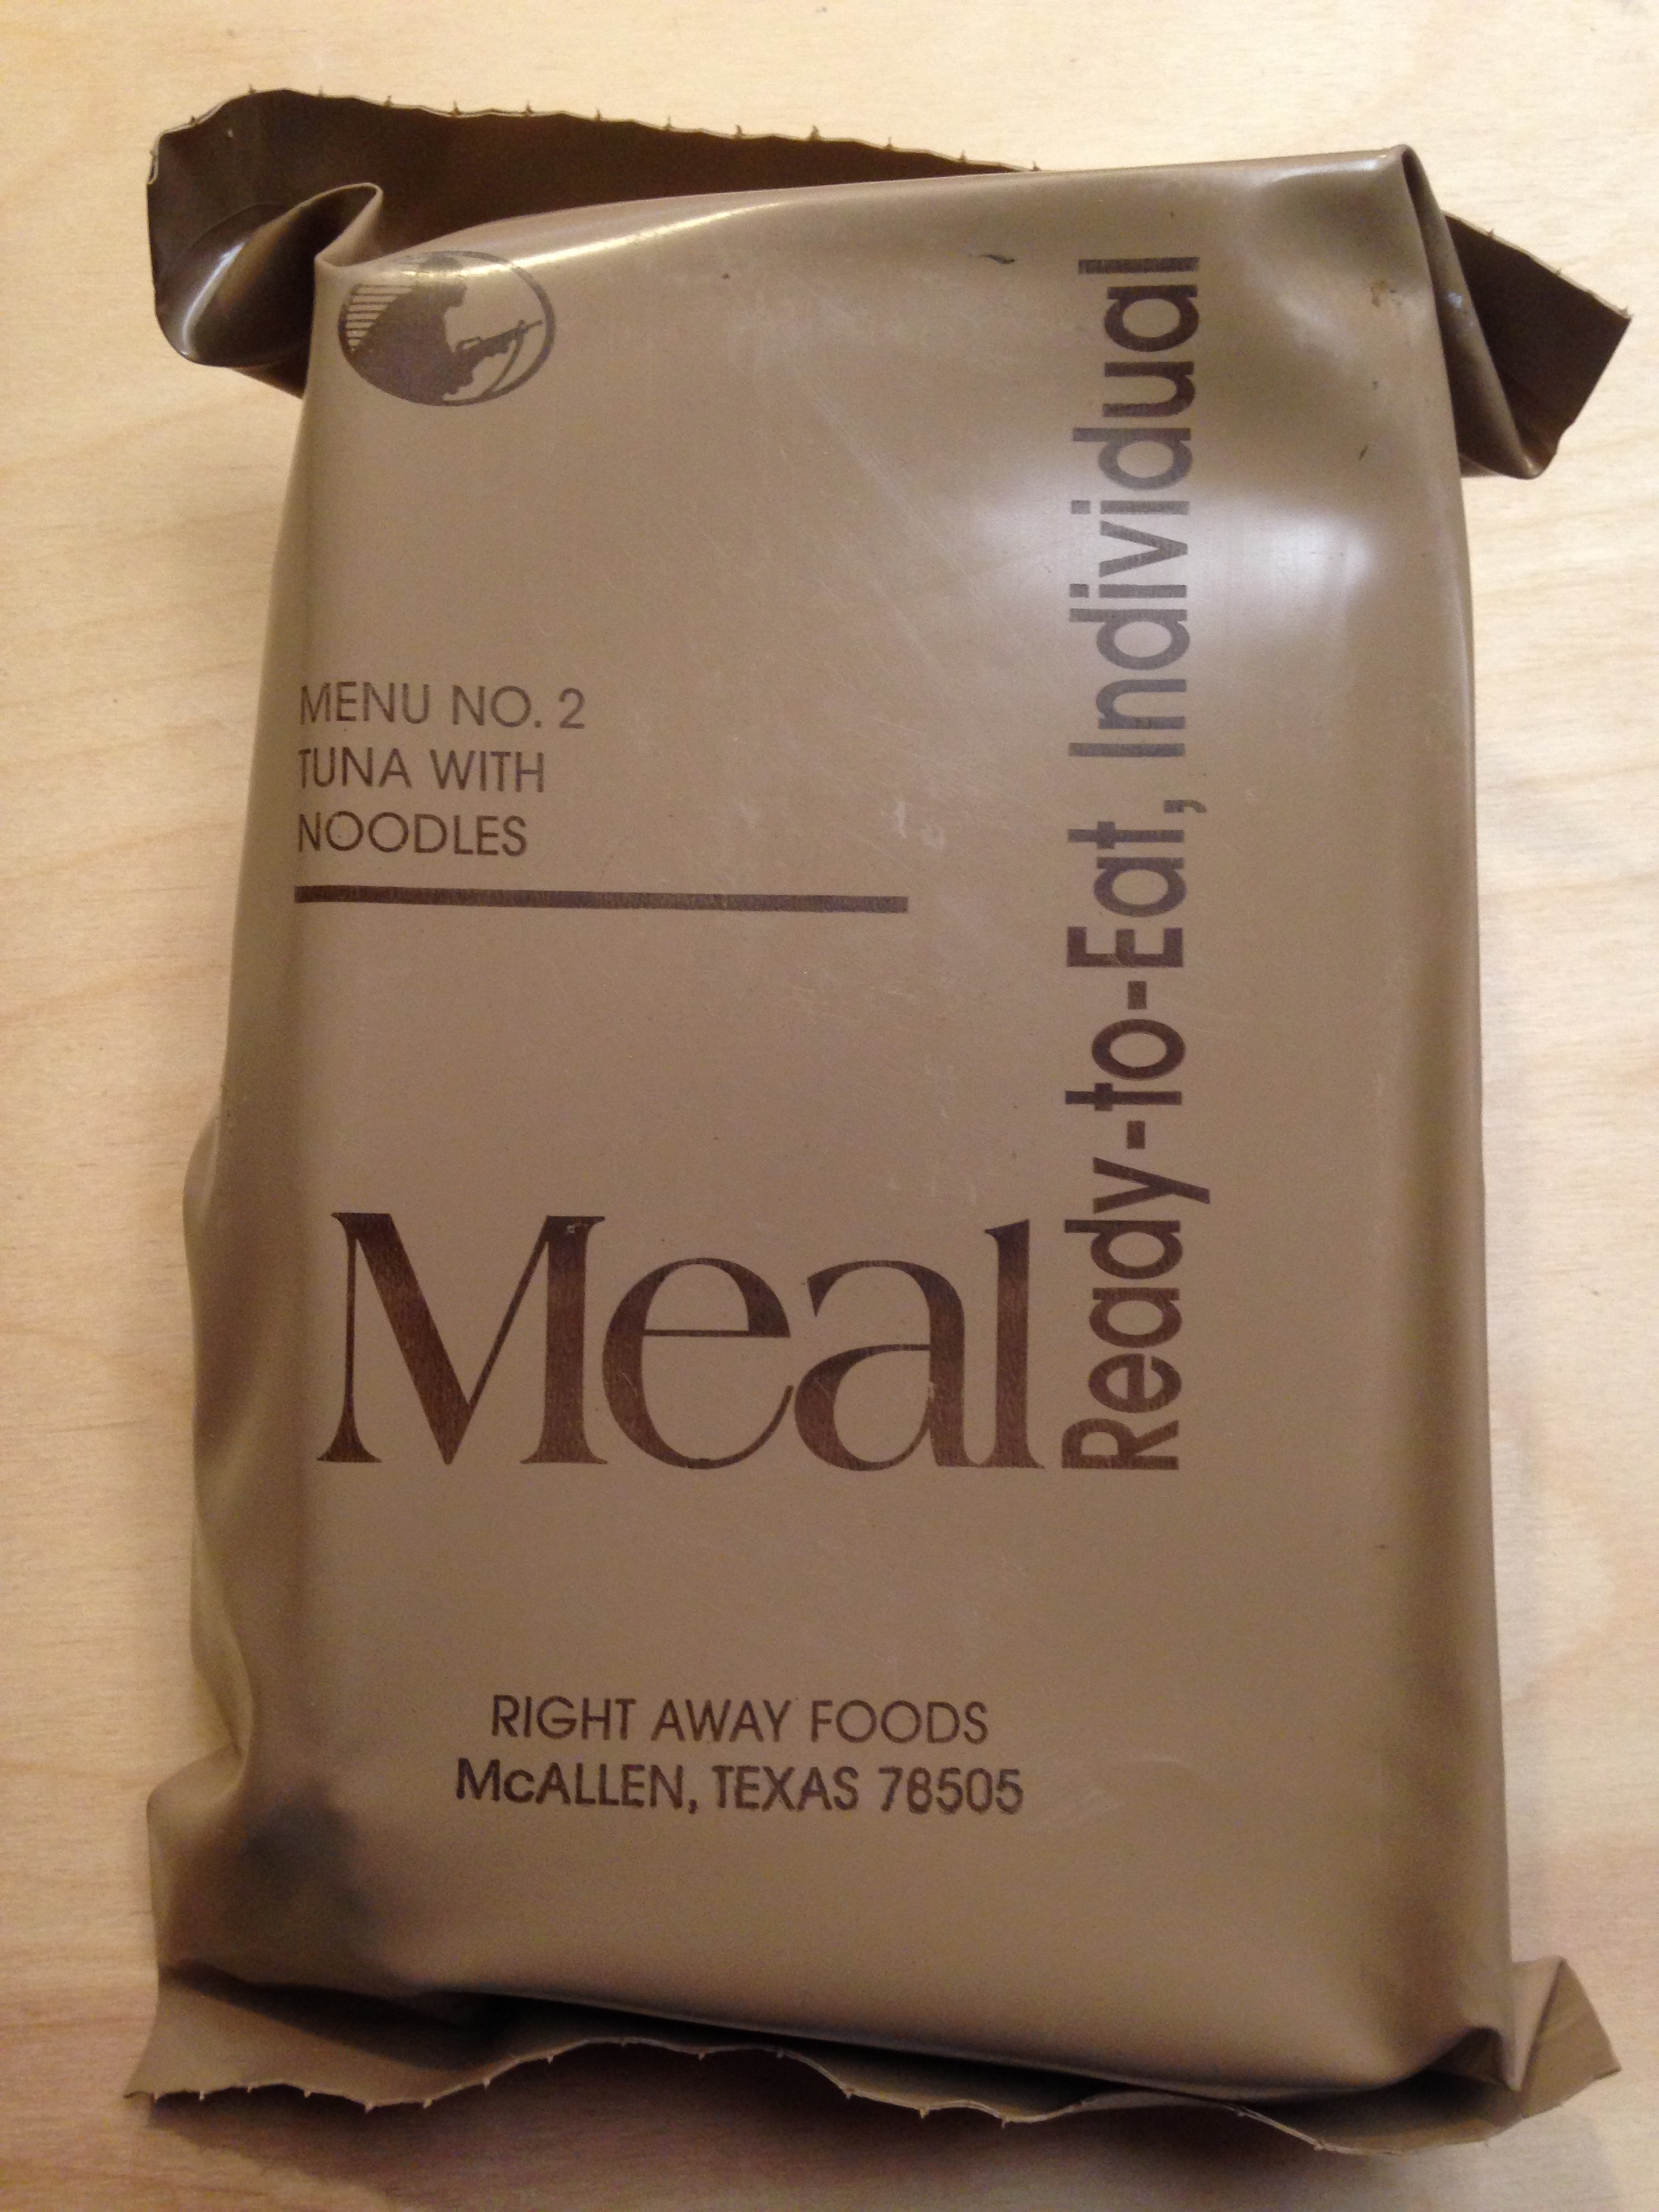 MENU NO. 2
TUNA WITH
NOODLES
Meal
Ready-to-Eat, Individual
RIGHT AWAY FOODS
McALLEN, TEXAS 78505